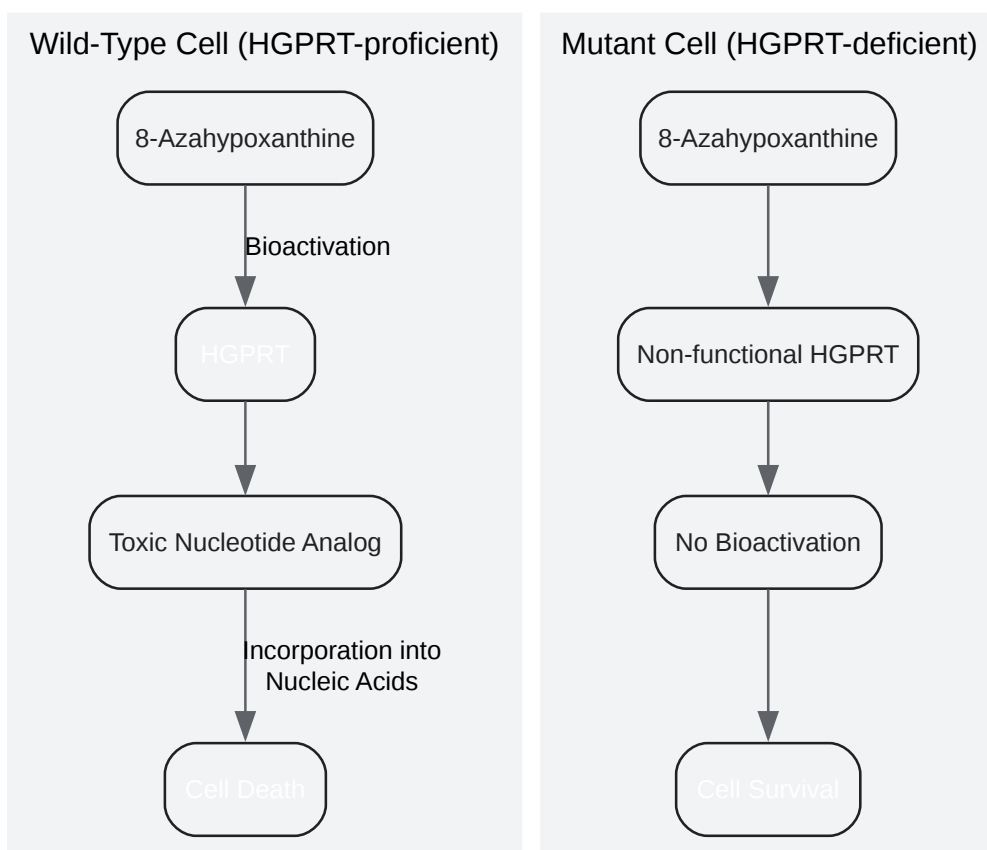 Wild-Type Cell (HGPRT-proficient)
8-Azahypoxanthine
Bioactivation
HGPRT
Toxic Nucleotide Analog
Incorporation into
Nucleic Acids
Cell Death
Mutant Cell (HGPRT-deficient)
8-Azahypoxanthine
Non-functional HGPRT
No Bioactivation
Cell Survival